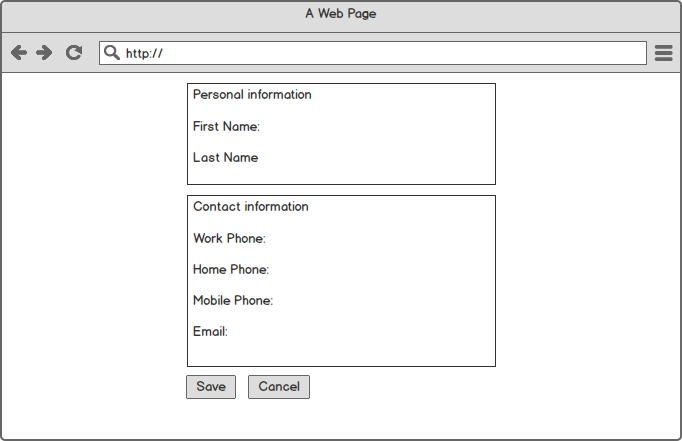 A Web Page
http://
Personal information
First Name:
Last Name
Contact information
Work Phone:
Home Phone:
Mobile Phone:
Email:
Save Cancel